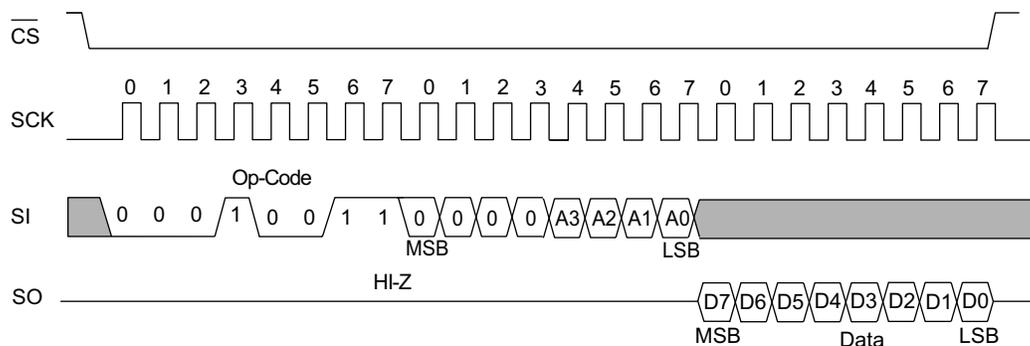 CS
0 1 2 3 4 5 6 7 0 1 2 3 4 5 6 7 0 1 2 3 4 5 6 7
SCK
Op-Code
SI 0 0 0 1 0 0 1 1 0 0 0 0 A3 A2 A1 A0
MSB LSB
HI-Z
SO D7 D6 D5 D4 D3 D2 D1 D0
MSB Data LSB